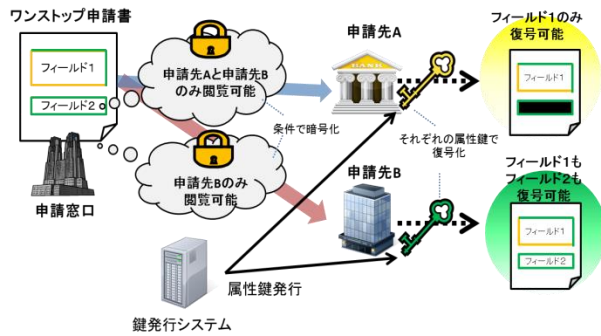 ワンストップ申請書
フィールド1
フィールド2
申請窓口
申請先Aと申請先B
のみ閲覧可能
条件で暗号化
申請先Bのみ
閲覧可能
鍵発行システム
属性鍵発行
申請先A
BANK
それぞれの属性鍵で
復号化
申請先B
フィールド1のみ
復号可能
フィールド1
フィールド1も
フィールド2も
復号可能
フィールド1
フィールド2